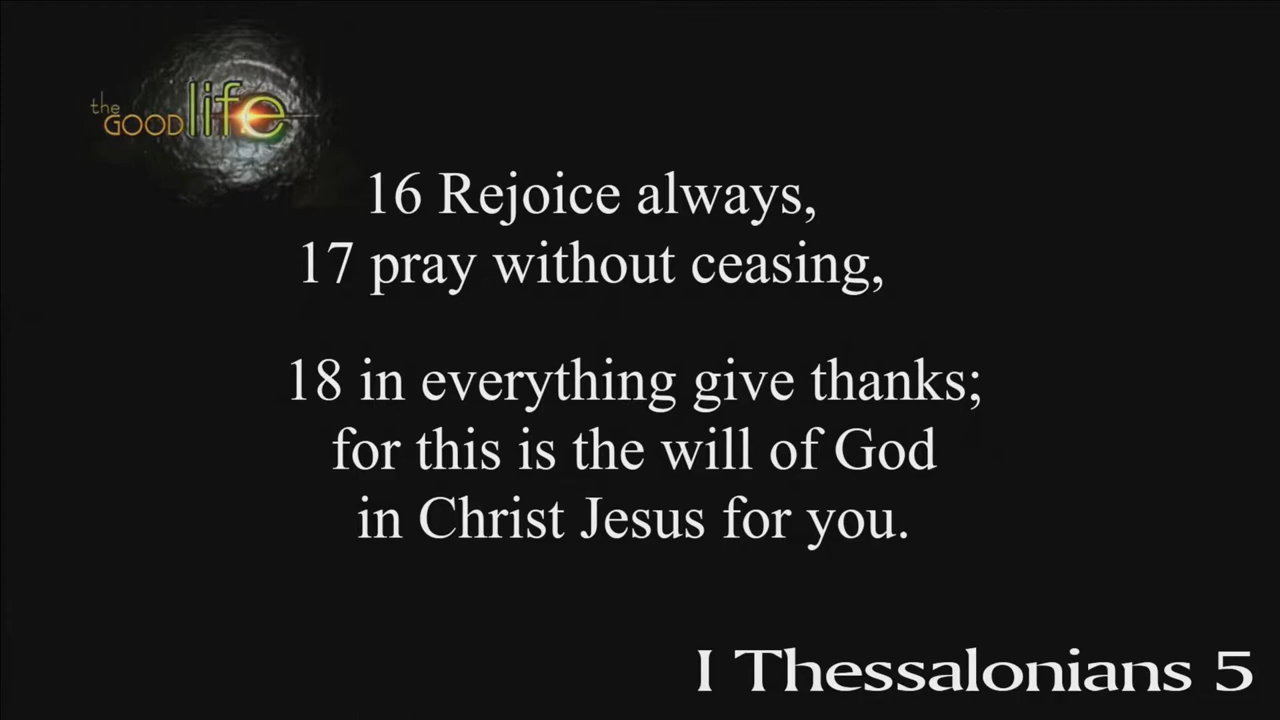 the
GOOD life
16 Rejoice always,
17 pray without ceasing,
18 in everything give thanks;
for this is the will of God
in Christ Jesus for you.
I Thessalonians 5